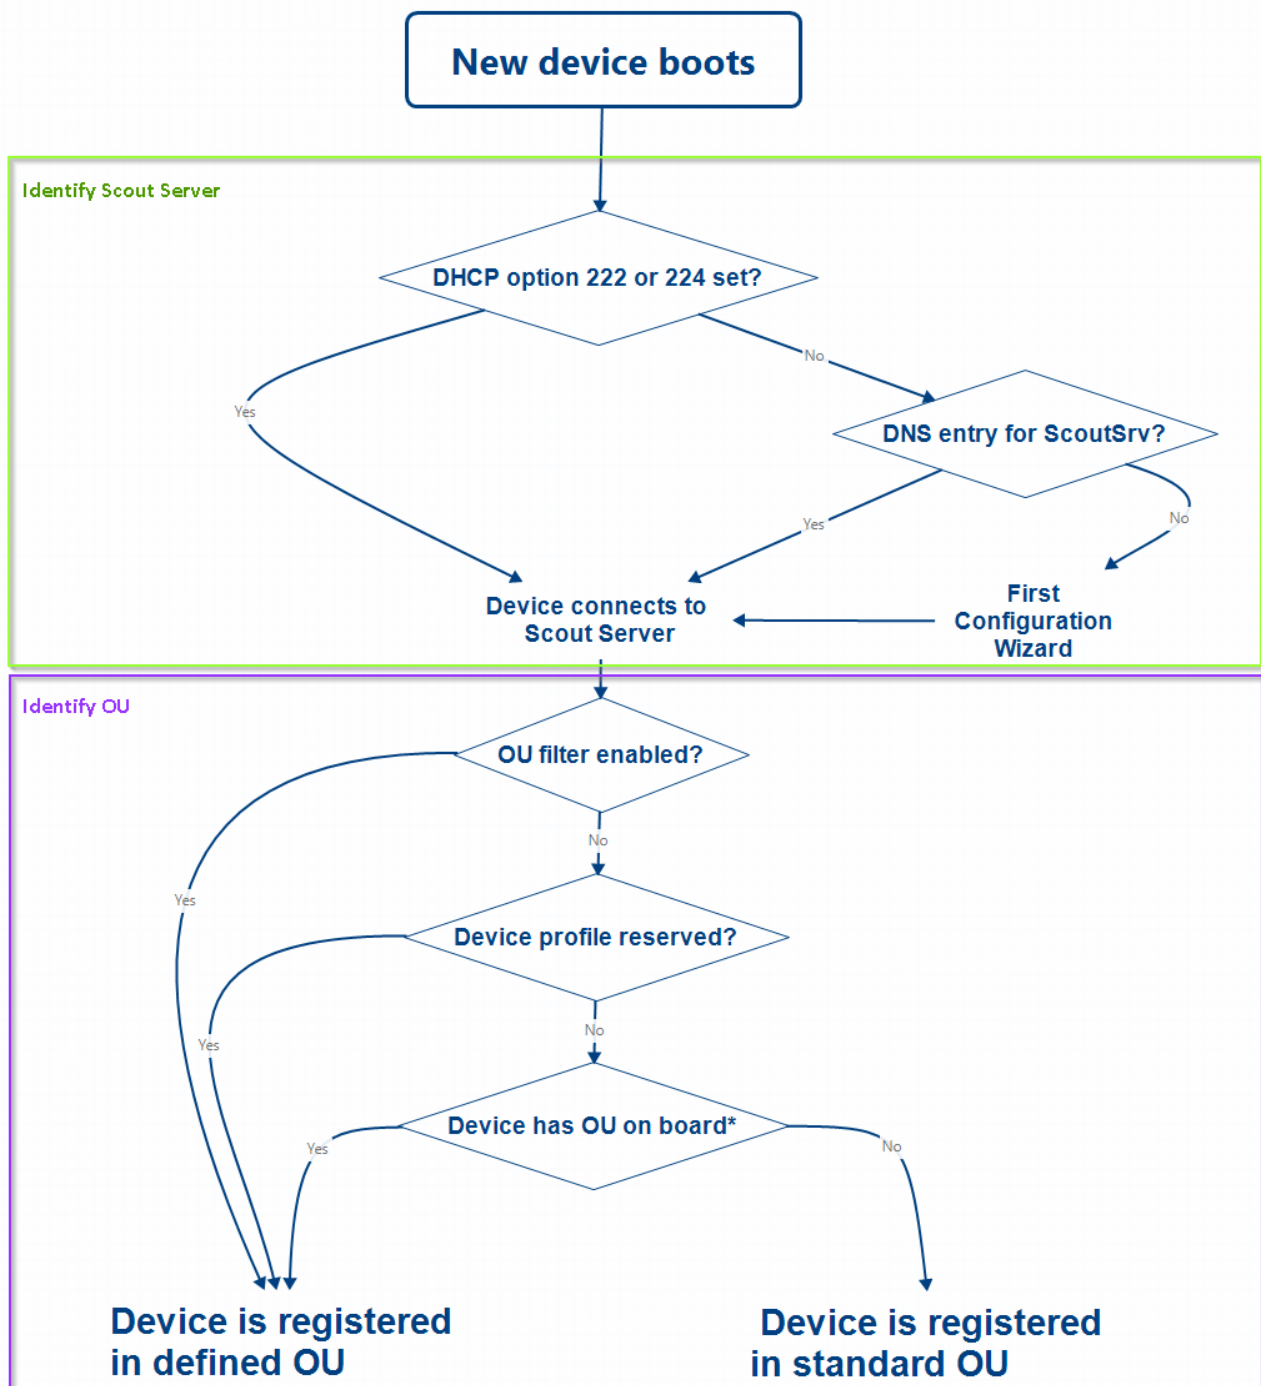 New device boots
Identify Scout Server
DHCP option 222 or 224 set?
No
Yes
DNS entry for ScoutSrv?
Yes
No
Device connects to
Scout Server
First
Configuration
Wizard
Identify OU
OU filter enabled?
No
Yes
Device profile reserved?
No
Yes
Device has OU on board*
Yes
No
Device is registered
in defined OU
Device is registered
in standard OU